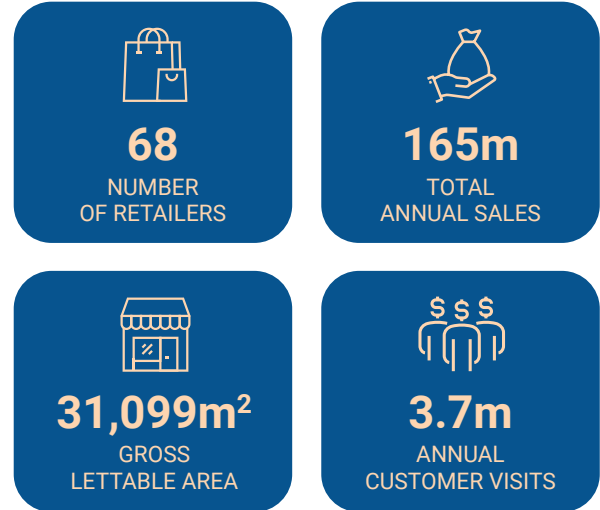 68
NUMBER
OF RETAILERS
165m
TOTAL
ANNUAL SALES
31,099m²
GROSS
LETTABLE AREA
$ $ $
3.7m
ANNUAL
CUSTOMER VISITS